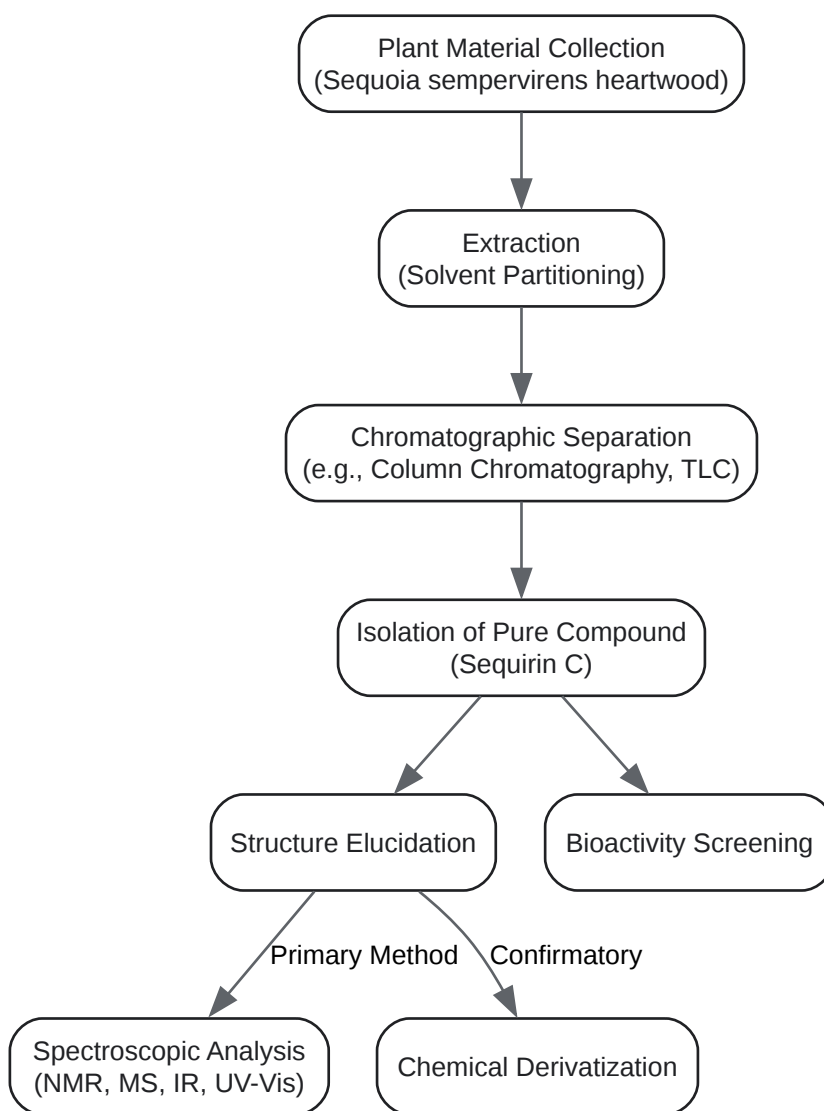 Plant Material Collection
(Sequoia sempervirens heartwood)
Extraction
(Solvent Partitioning)
Chromatographic Separation
(e.g., Column Chromatography, TLC)
Isolation of Pure Compound
(Sequirin C)
Structure Elucidation
Bioactivity Screening
Primary Method
Confirmatory
Spectroscopic Analysis
(NMR, MS, IR, UV-Vis)
Chemical Derivatization